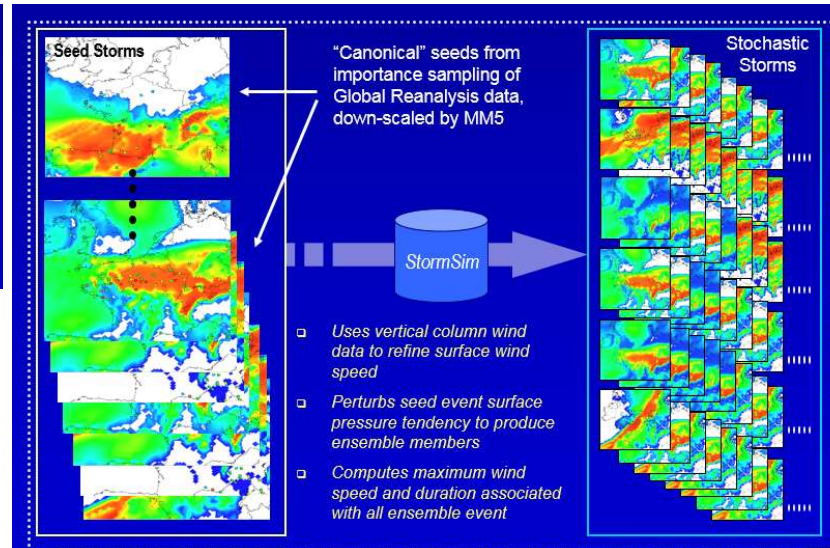 Seed Storms
“Canonical” seeds from
importance sampling of
Global Reanalysis data,
down-scaled by MM5
Stochastic
Storms
StormSim
Uses vertical column wind
data to refine surface wind
speed
Perturbs seed event surface
pressure tendency to produce
ensemble members
Computes maximum wind
speed and duration associated
with all ensemble event